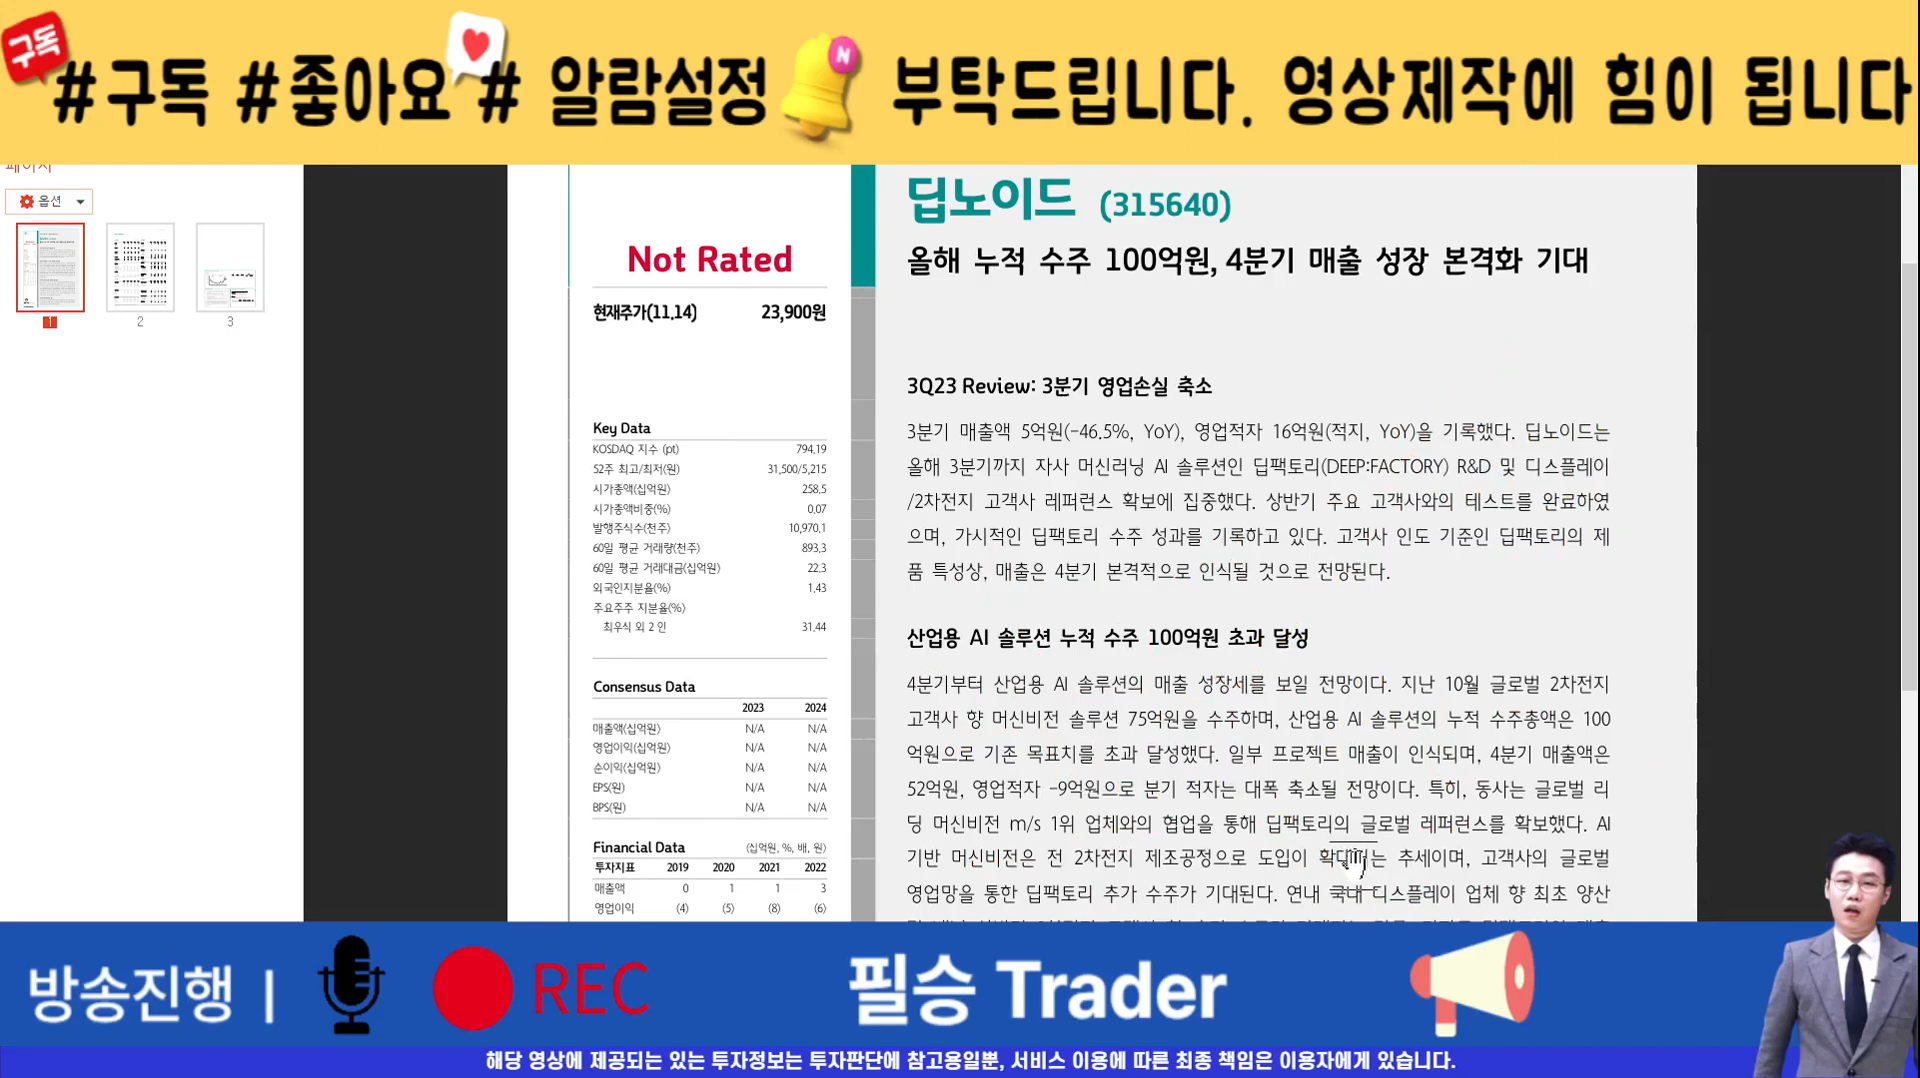 구독
#구독 #좋아요 # 알람설정 N 부탁드립니다. 영상제작에 힘이 됩니다
페이지
옵션
1
2
3
Not Rated
현재주가(11.14) 23,900원
Key Data
KOSDAQ 지수 (pt) 794.19
52주 최고/최저(원) 31,500/5,215
시가총액(십억원) 258.5
시가총액비중(%) 0.07
발행주식수(천주) 10,970.1
60일 평균 거래량(천주) 893.3
60일 평균 거래대금(십억원) 22.3
외국인지분율(%) 1.43
주요주주 지분율(%)
최우식 외 2 인 31.44
Consensus Data
2023 2024
매출액(십억원) N/A N/A
영업이익(십억원) N/A N/A
순이익(십억원) N/A N/A
EPS(원) N/A N/A
BPS(원) N/A N/A
Financial Data (십억원, %, 배, 원)
투자지표 2019 2020 2021 2022
매출액 0 1 1 3
영업이익 (4) (5) (8) (6)
딥노이드 (315640)
올해 누적 수주 100억원, 4분기 매출 성장 본격화 기대
3Q23 Review: 3분기 영업손실 축소
3분기 매출액 5억원(-46.5%, YoY), 영업적자 16억원(적지, YoY)을 기록했다. 딥노이드는
올해 3분기까지 자사 머신러닝 AI 솔루션인 딥팩토리(DEEP:FACTORY) R&D 및 디스플레이
/2차전지 고객사 레퍼런스 확보에 집중했다. 상반기 주요 고객사와의 테스트를 완료하였
으며, 가시적인 딥팩토리 수주 성과를 기록하고 있다. 고객사 인도 기준인 딥팩토리의 제
품 특성상, 매출은 4분기 본격적으로 인식될 것으로 전망된다.
산업용 AI 솔루션 누적 수주 100억원 초과 달성
4분기부터 산업용 AI 솔루션의 매출 성장세를 보일 전망이다. 지난 10월 글로벌 2차전지
고객사 향 머신비전 솔루션 75억원을 수주하며, 산업용 AI 솔루션의 누적 수주총액은 100
억원으로 기존 목표치를 초과 달성했다. 일부 프로젝트 매출이 인식되며, 4분기 매출액은
52억원, 영업적자 -9억원으로 분기 적자는 대폭 축소될 전망이다. 특히, 동사는 글로벌 리
딩 머신비전 m/s 1위 업체와의 협업을 통해 딥팩토리의 글로벌 레퍼런스를 확보했다. AI
기반 머신비전은 전 2차전지 제조공정으로 도입이 추세이며, 고객사의 글로벌
영업망을 통한 딥팩토리 추가 수주가 기대된다. 연내 국내 디스플레이 업체 향 최초 양산
방송진행 |
REC
필승 Trader
해당 영상에 제공되는 있는 투자정보는 투자판단에 참고용일뿐, 서비스 이용에 따른 최종 책임은 이용자에게 있습니다.